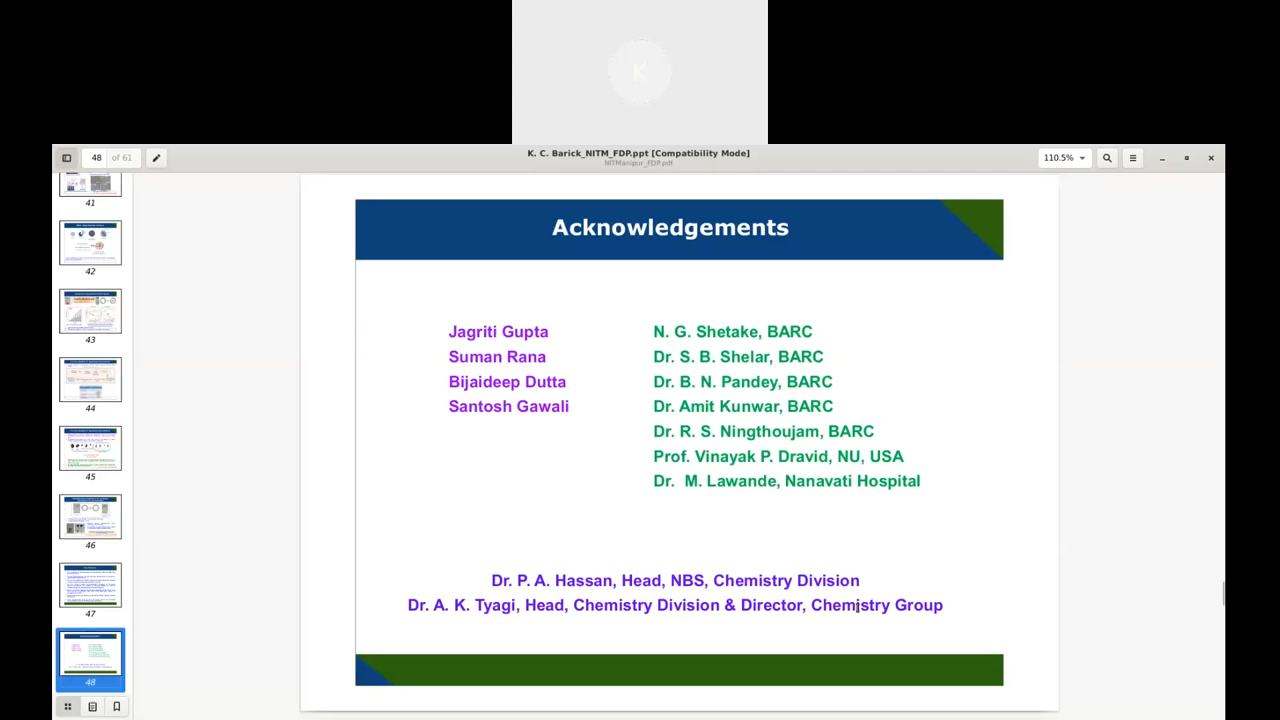 K
48 of 61
K. C. Barick_NITM_FDP.ppt [Compatibility Mode]
NITManipur_FDP.pdf
110.5%
41
42
43
44
45
46
47
48
Acknowledgements
Jagriti Gupta
Suman Rana
Bijaideep Dutta
Santosh Gawali
N. G. Shetake, BARC
Dr. S. B. Shelar, BARC
Dr. B. N. Pandey, BARC
Dr. Amit Kunwar, BARC
Dr. R. S. Ningthoujam, BARC
Prof. Vinayak P. Dravid, NU, USA
Dr. M. Lawande, Nanavati Hospital
Dr. P. A. Hassan, Head, NBS, Chemistry Division
Dr. A. K. Tyagi, Head, Chemistry Division & Director, Chemistry Group